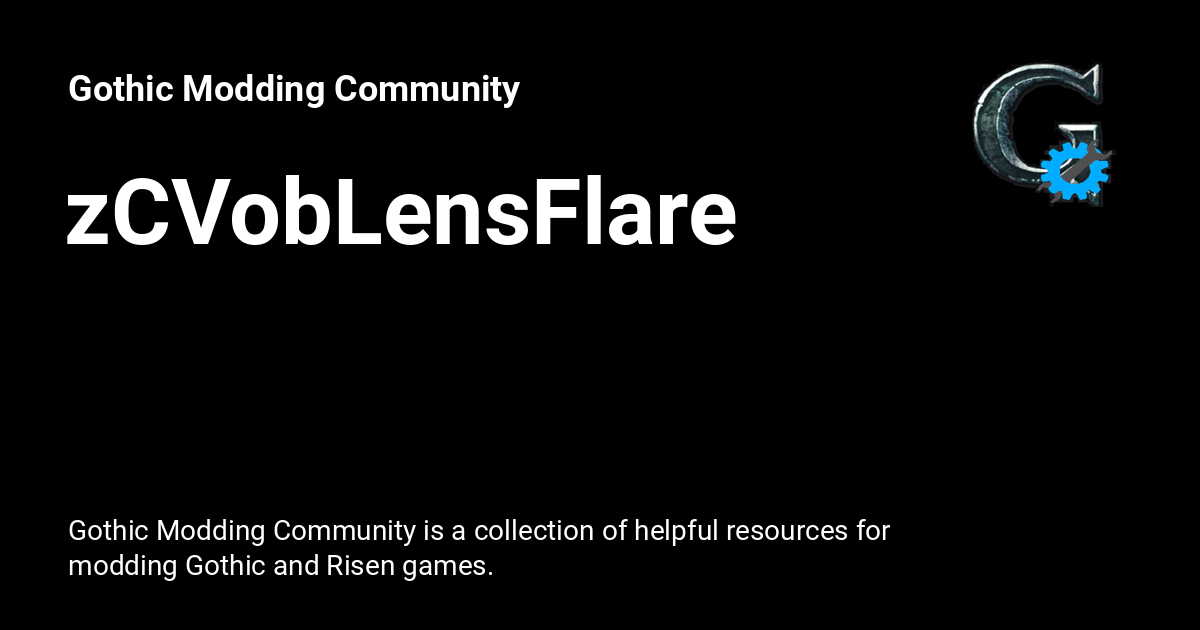 Gothic Modding Community
zCVobLensFlare
Gothic Modding Community is a collection of helpful resources for
modding Gothic and Risen games.